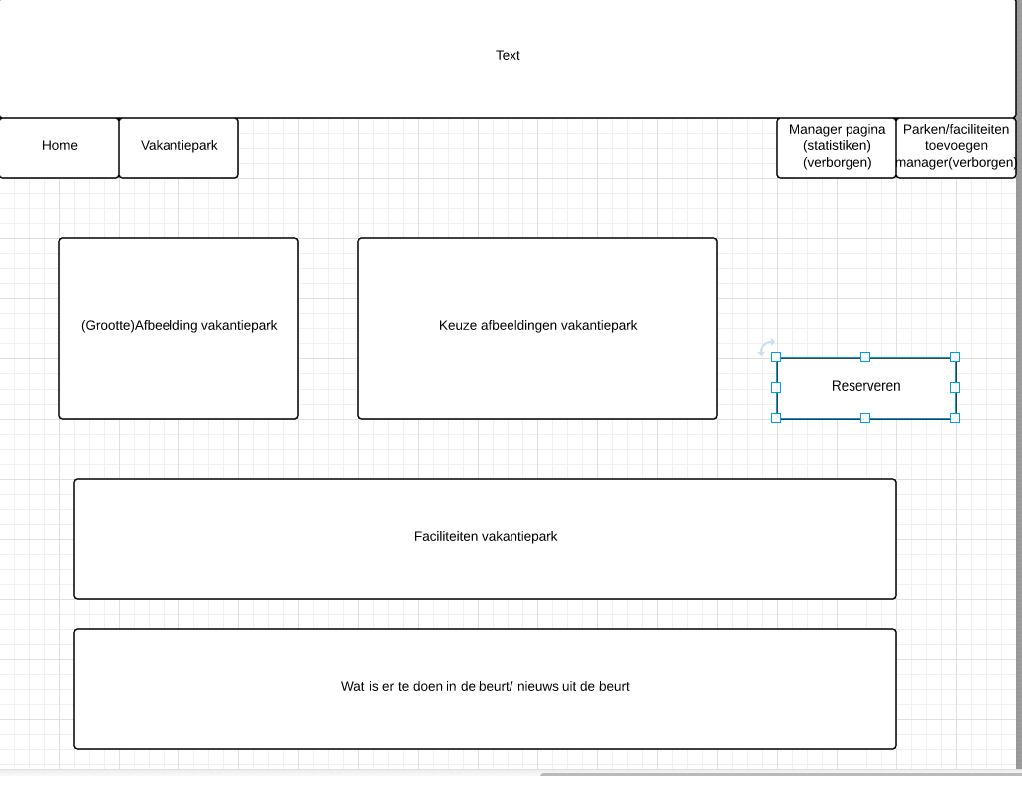 Text
Home
Vakantiepark
Manager pagina
(statistiken)
(verborgen)
Parken/faciliteiten
toevoegen
manager(verborgen)
(Grootte)Afbeelding vakantiepark
Keuze afbeeldingen vakantiepark
Reserveren
Faciliteiten vakantiepark
Wat is er te doen in de beurt/ nieuws uit de beurt